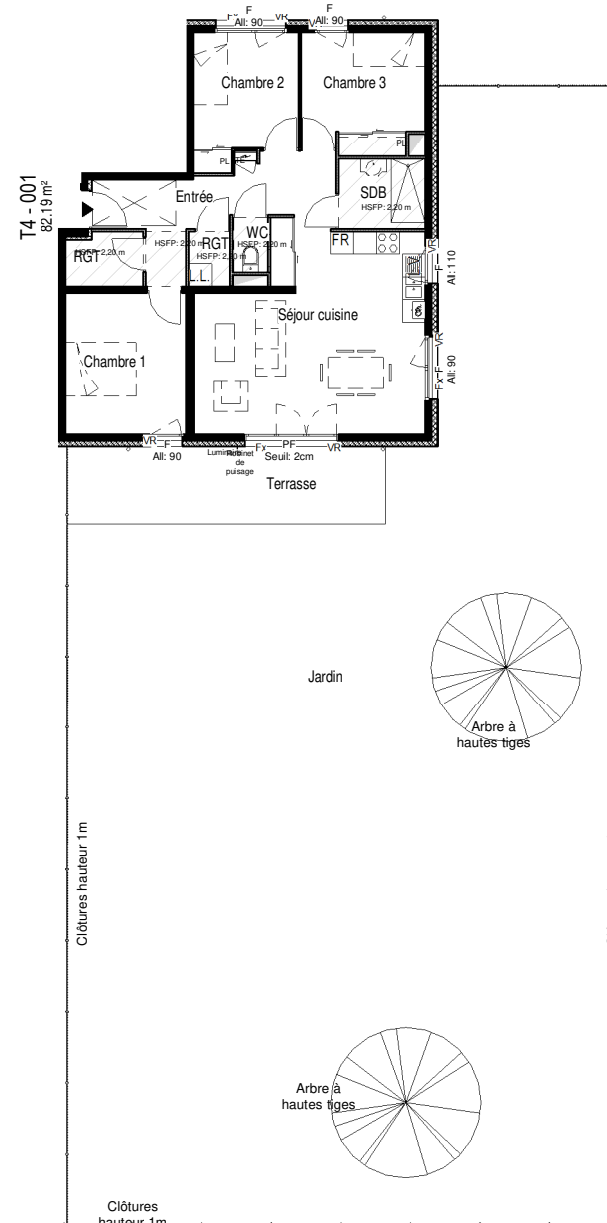 F
VR
F
All: 90
All: 90
Chambre 2
Chambre 3
PL
PL
T4 - 001
82.19 m²
Entrée
SDB
HSFP: 2,20 m
WC
HSFP: 2,20 m
RGT
HSFP: 2,20 m
RGT
HSFP: 2,20 m
L.L.
FR
VR
F
All: 110
Séjour cuisine
Chambre 1
VR
Fx F
All: 90
VR F
All: 90
Fx PF VR
Seuil: 2cm
Robinet
de
puisage
Terrasse
Jardin
Arbre à
hautes tiges
Clôtures hauteur 1m
Arbre à
hautes tiges
Clôtures
hauteur 1m